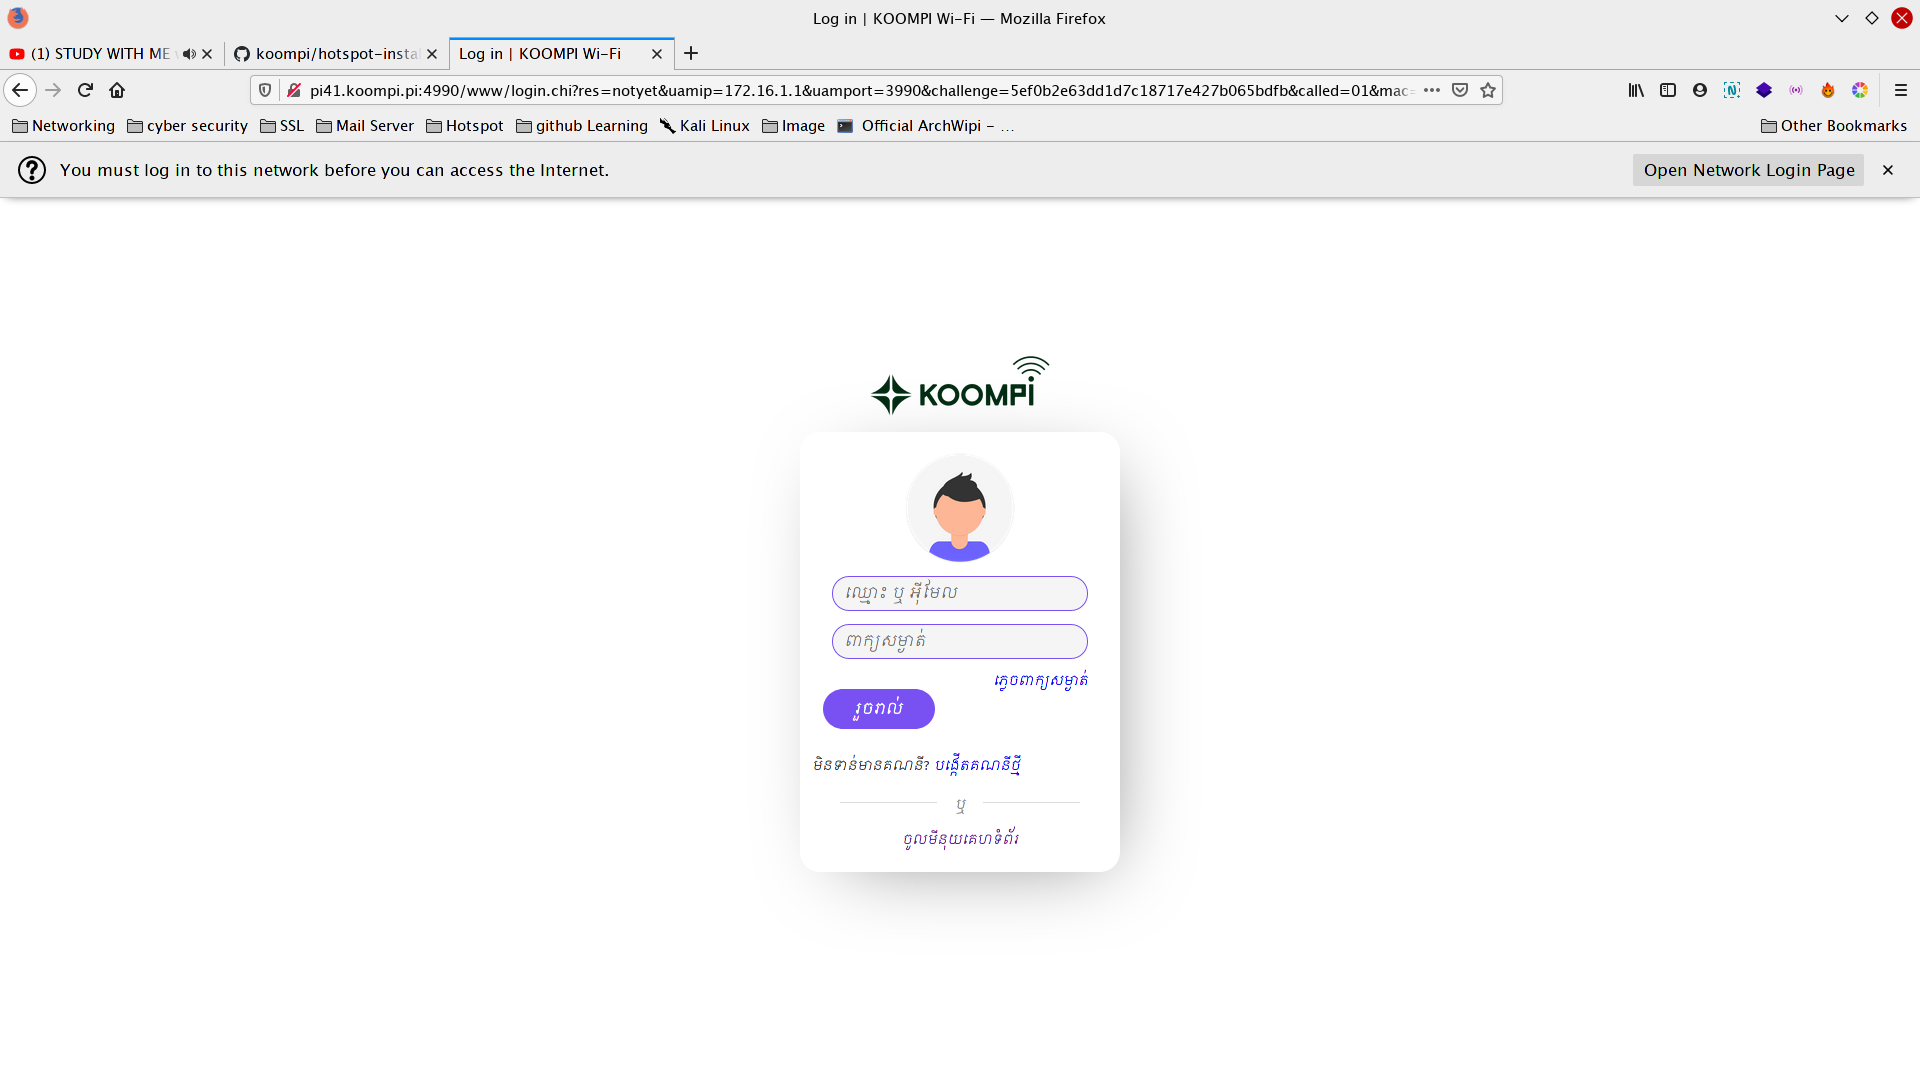 Log in | KOOMPI Wi-Fi — Mozilla Firefox
(1) STUDY WITH ME
koompi/hotspot-insta
Log in | KOOMPI Wi-Fi
pi41.koompi.pi:4990/www/login.chi?res=notyet&uamip=172.16.1.1&uamport=3990&challenge=5ef0b2e63dd1d7c18717e427b065bdfb&called=01&mac=
Networking cyber security SSL Mail Server Hotspot github Learning Kali Linux Image Official ArchWipi - ... Other Bookmarks
You must log in to this network before you can access the Internet.
Open Network Login Page
KOOMPI
ឈ្មោះ ឬ អ៊ីមែល
ពាក្យសម្ងាត់
ភ្លេចពាក្យសម្ងាត់
រួចរាល់
មិនទាន់មានគណនី? បង្កើតគណនីថ្មី
ឬ
ចូលមីនុយគេហទំព័រ